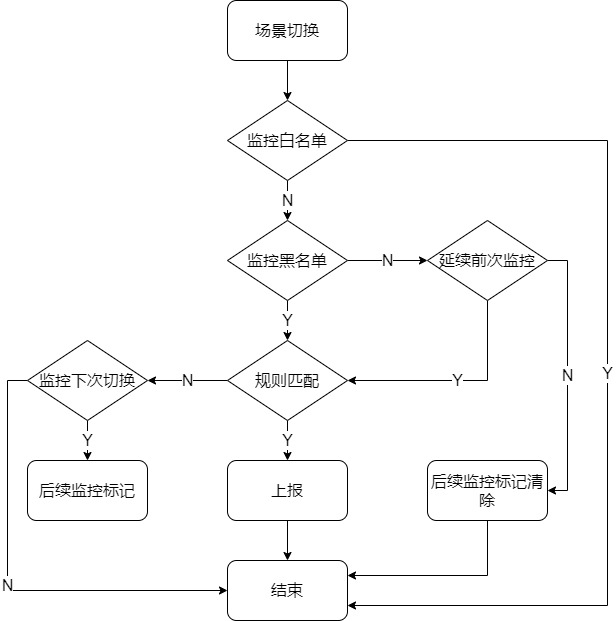 场景切换
监控白名单
N
监控黑名单
N
延续前次监控
Y
N
Y
监控下次切换
N
规则匹配
Y
Y
Y
后续监控标记
上报
后续监控标记清
除
N
结束